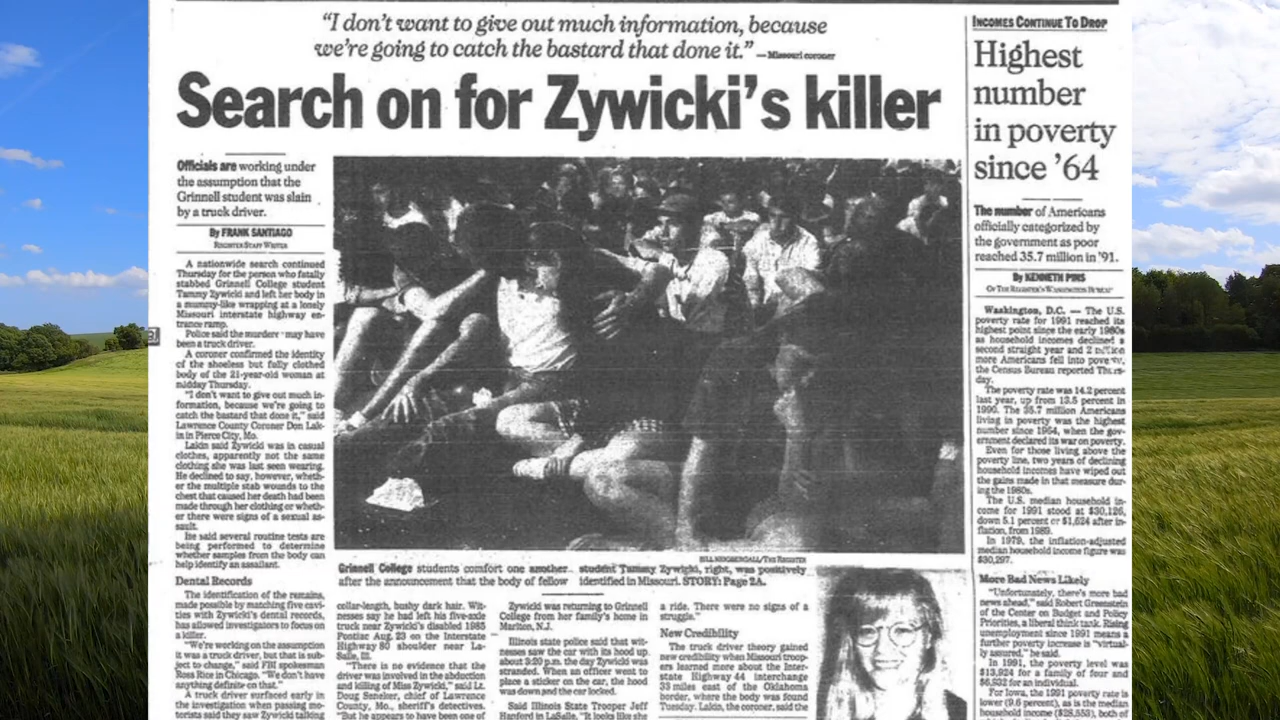 “I don’t want to give out much information, because
we’re going to catch the bastard that done it.” —Missouri coroner
Search on for Zywicki’s killer
Officials are working under
the assumption that the
Grinnell student was slain
by a truck driver.
By FRANK SANTIAGO
REGISTER STAFF WRITER
A nationwide search continued
Thursday for the person who fatally
stabbed Grinnell College student
Tammy Zywicki and left her body in
a mummy-like wrapping at a lonely
Missouri interstate highway en-
trance ramp.
Police said the murderer may have
been a truck driver.
A coroner confirmed the identity
of the shoeless but fully clothed
body of the 21-year-old woman at
midday Thursday.
“I don’t want to give out much in-
formation, because we’re going to
catch the bastard that done it,” said
Lawrence County Coroner Don Lak-
in in Pierce City, Mo.
Lakin said Zywicki was in casual
clothes, apparently not the same
clothing she was last seen wearing.
He declined to say, however, wheth-
er the multiple stab wounds to the
chest that caused her death had been
made through her clothing or wheth-
er there were signs of a sexual as-
sault.
He said several routine tests are
being performed to determine
whether samples from the body can
help identify an assailant.
Dental Records
The identification of the remains,
made possible by matching five cavi-
ties with Zywicki’s dental records,
has allowed investigators to focus on
a killer.
“We’re working on the assumption
it was a truck driver, but that is sub-
ject to change,” said FBI spokesman
Ross Rice in Chicago. “We don’t have
anything definite on that.”
A truck driver surfaced early in
the investigation when passing mo-
torists said they saw Zywicki talking
BILL NEIBERGALL/THE REGISTER
Grinnell College students comfort one another
after the announcement that the body of fellow
student Tammy Zywicki, right, was positively
identified in Missouri. STORY: Page 2A.
collar-length, bushy dark hair. Wit-
nesses say he had left his five-axle
truck near Zywicki’s disabled 1985
Pontiac Aug. 23 on the Interstate
Highway 80 shoulder near La-
Salle, Ill.
“There is no evidence that the
driver was involved in the abduction
and killing of Miss Zywicki,” said Lt.
Doug Seneker, chief of Lawrence
County, Mo., sheriff’s detectives.
“But he appears to have been one of
Zywicki was returning to Grinnell
College from her family’s home in
Marlton, N.J.
Illinois state police said that wit-
nesses saw the car with its hood up
about 3:20 p.m. the day Zywicki was
stranded. When an officer went to
place a sticker on the car, the hood
was down and the car locked.
Said Illinois State Trooper Jeff
Hanford in LaSalle, “It looks like she
a ride. There were no signs of a
struggle.”
New Credibility
The truck driver theory gained
new credibility when Missouri troop-
ers learned more about the Inter-
state Highway 44 interchange
33 miles east of the Oklahoma
border, where the body was found
Tuesday. Lakin, the coroner, said the
INCOMES CONTINUE TO DROP
Highest
number
in poverty
since ’64
The number of Americans
officially categorized by
the government as poor
reached 35.7 million in ’91.
By KENNETH PINS
OF THE REGISTER’S WASHINGTON BUREAU
Washington, D.C. — The U.S.
poverty rate for 1991 reached its
highest point since the early 1980s
as household incomes declined a
second straight year and 2 million
more Americans fell into poverty,
the Census Bureau reported Thurs-
day.
The poverty rate was 14.2 percent
last year, up from 13.5 percent in
1990. The 35.7 million Americans
living in poverty was the highest
number since 1964, when the gov-
ernment declared its war on poverty.
Even for those living above the
poverty line, two years of declining
household incomes have wiped out
the gains made in that measure dur-
ing the 1980s.
The U.S. median household in-
come for 1991 stood at $30,126,
down 5.1 percent or $1,624 after in-
flation, from 1989.
In 1979, the inflation-adjusted
median household income figure was
$30,297.
More Bad News Likely
“Unfortunately, there’s more bad
news ahead,” said Robert Greenstein
of the Center on Budget and Policy
Priorities, a liberal think tank. Rising
unemployment since 1991 means a
further poverty increase is “virtual-
ly assured,” he said.
In 1991, the poverty level was
$13,924 for a family of four and
$6,932 for an individual.
For Iowa, the 1991 poverty rate is
lower (9.6 percent), as is the median
household income ($28,553), both of